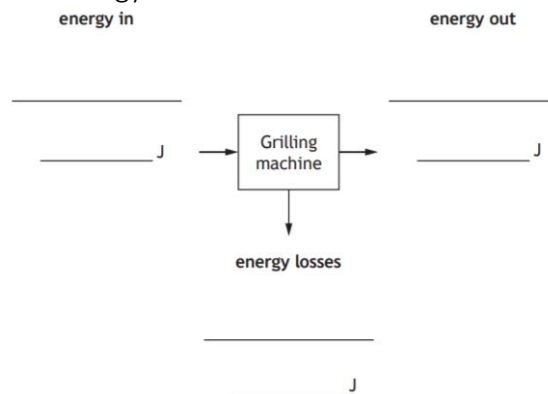 energy in
energy out
J
Grilling
machine
J
energy losses
J